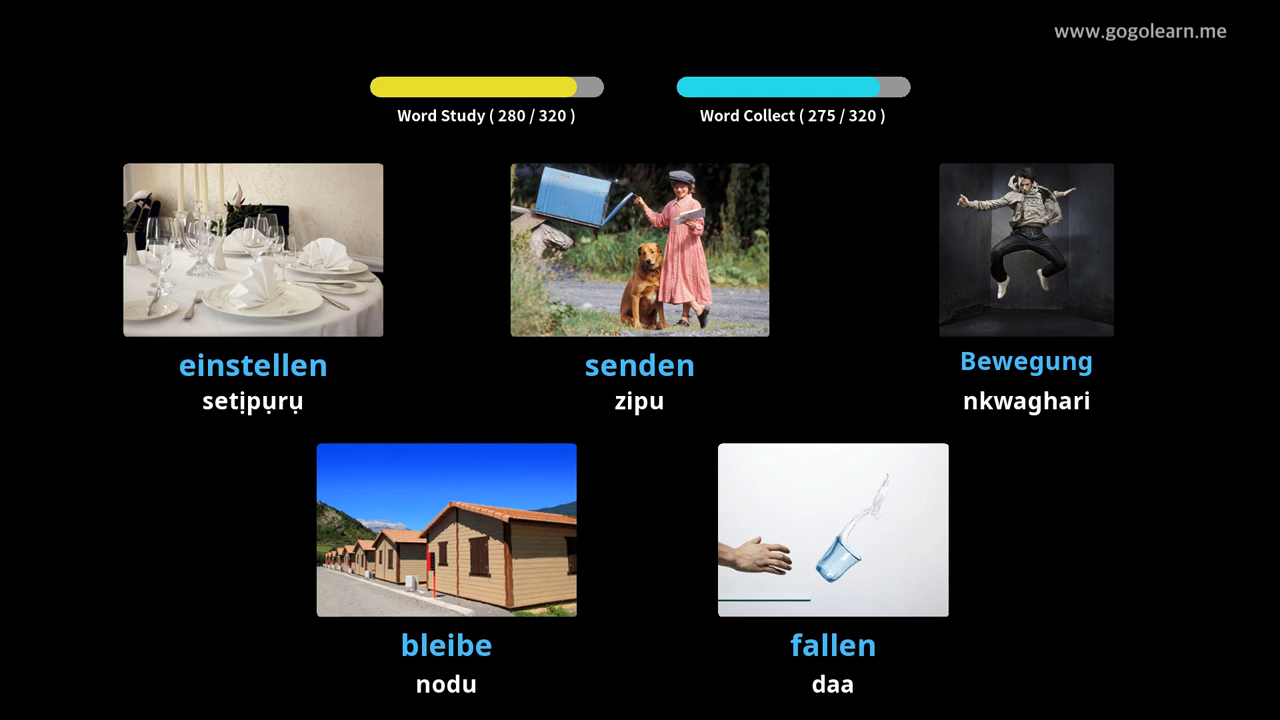 www.gogolearn.me
Word Study ( 280 / 320 )
Word Collect ( 275 / 320 )
einstellen
setịpụrụ
senden
zipu
Bewegung
nkwaghari
bleibe
nodu
fallen
daa